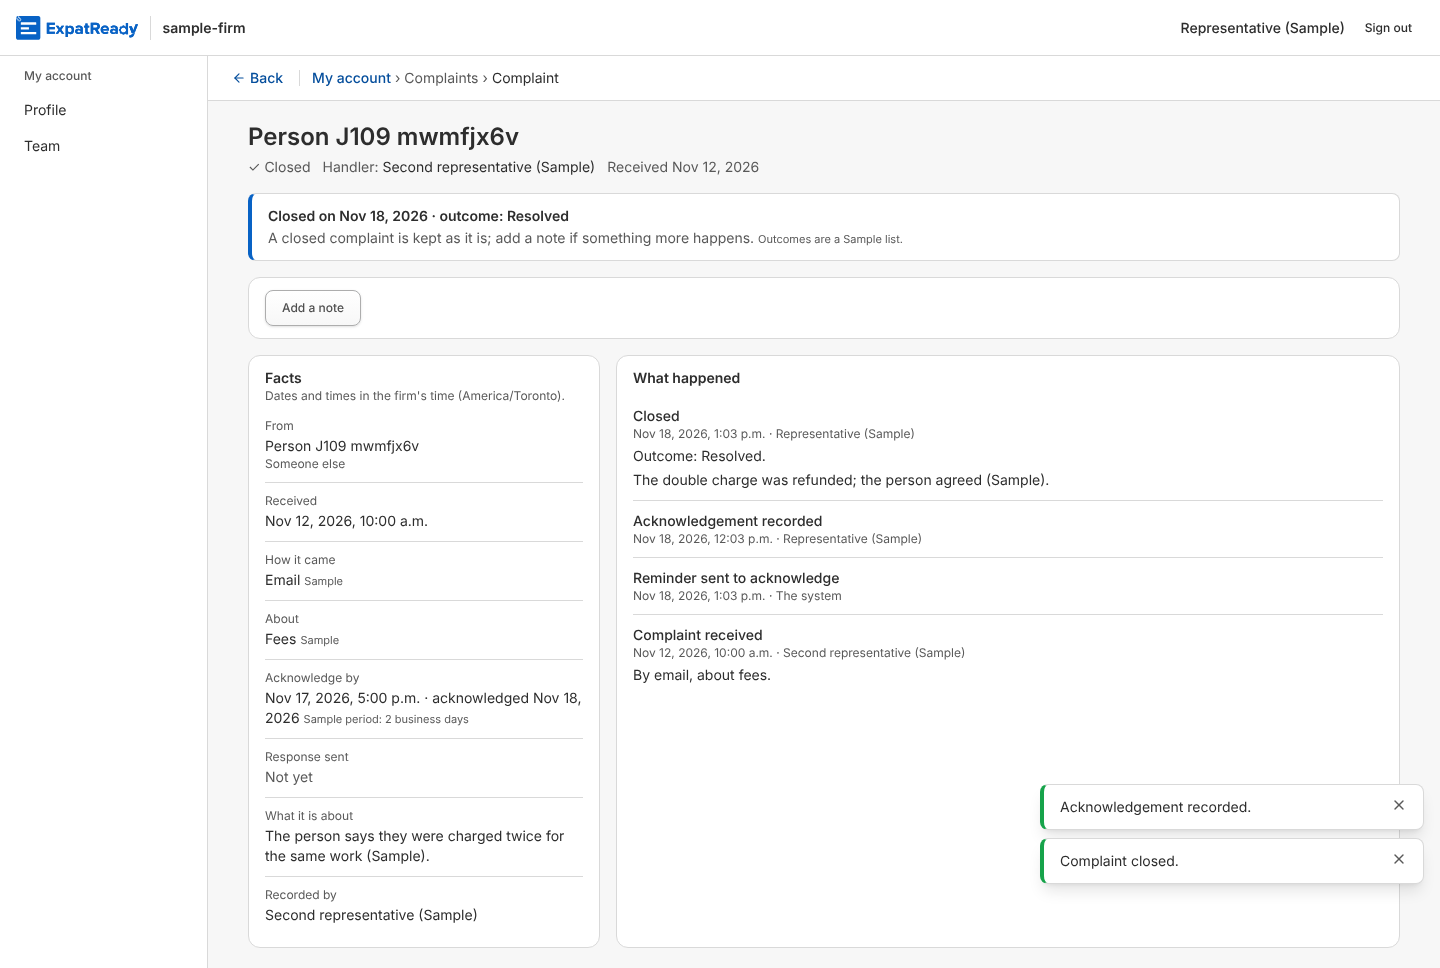 ExpatReady
sample-firm
Representative (Sample)
Sign out
My account
Profile
Team
← Back
My account › Complaints › Complaint
Person J109 mwmfjx6v
✓ Closed Handler: Second representative (Sample) Received Nov 12, 2026
Closed on Nov 18, 2026 · outcome: Resolved
A closed complaint is kept as it is; add a note if something more happens. Outcomes are a Sample list.
Add a note
Facts
Dates and times in the firm's time (America/Toronto).
From
Person J109 mwmfjx6v
Someone else
Received
Nov 12, 2026, 10:00 a.m.
How it came
Email Sample
About
Fees Sample
Acknowledge by
Nov 17, 2026, 5:00 p.m. · acknowledged Nov 18,
2026 Sample period: 2 business days
Response sent
Not yet
What it is about
The person says they were charged twice for
the same work (Sample).
Recorded by
Second representative (Sample)
What happened
Closed
Nov 18, 2026, 1:03 p.m. · Representative (Sample)
Outcome: Resolved.
The double charge was refunded; the person agreed (Sample).
Acknowledgement recorded
Nov 18, 2026, 12:03 p.m. · Representative (Sample)
Reminder sent to acknowledge
Nov 18, 2026, 1:03 p.m. · The system
Complaint received
Nov 12, 2026, 10:00 a.m. · Second representative (Sample)
By email, about fees.
Acknowledgement recorded.
Complaint closed.